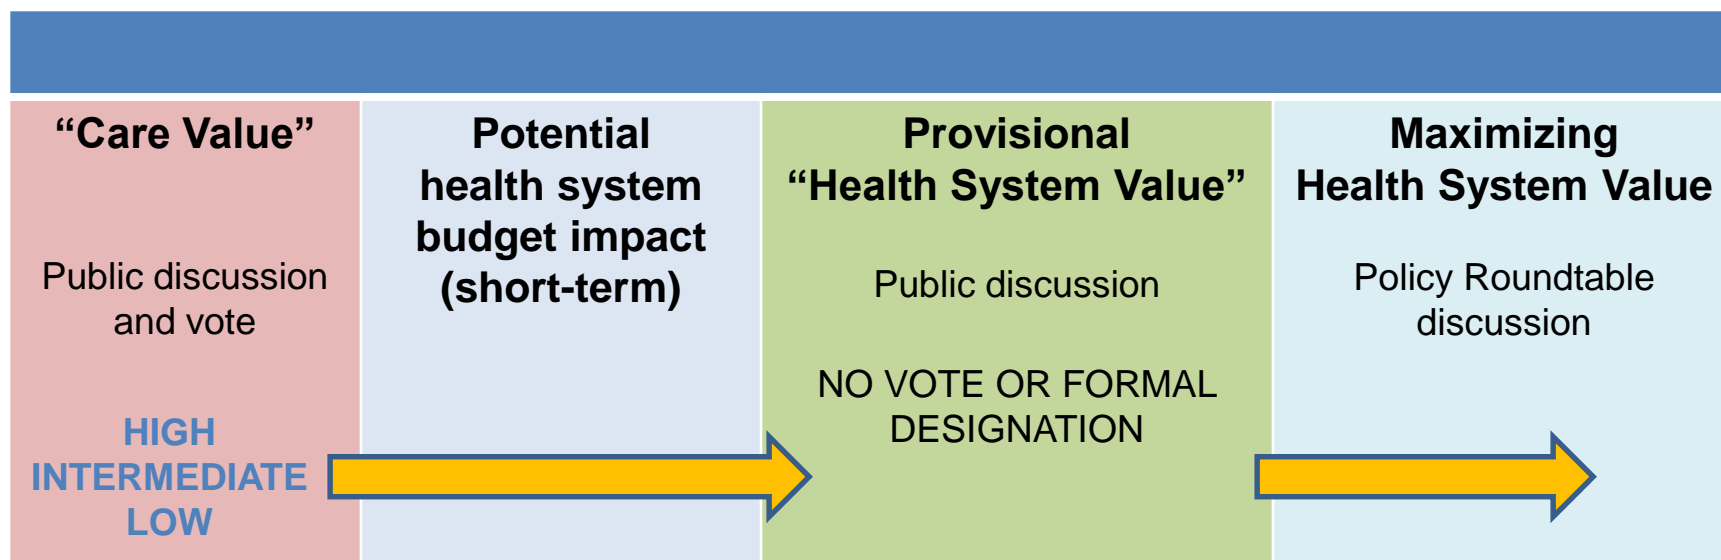 “Care Value”
Public discussion
and vote
HIGH
INTERMEDIATE
LOW
Potential
health system
budget impact
(short-term)
Provisional
“Health System Value”
Public discussion
NO VOTE OR FORMAL
DESIGNATION
Maximizing
Health System Value
Policy Roundtable
discussion